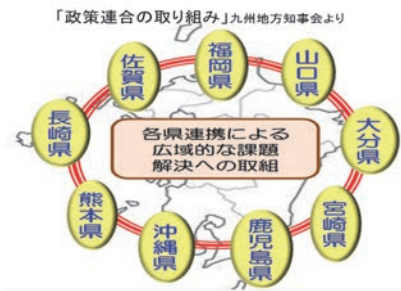 「政策連合の取り組み」九州地方知事会より
福岡県
山口県
大分県
宮崎県
鹿児島県
沖縄県
熊本県
長崎県
佐賀県
各県連携による
広域的な課題
解決への取組